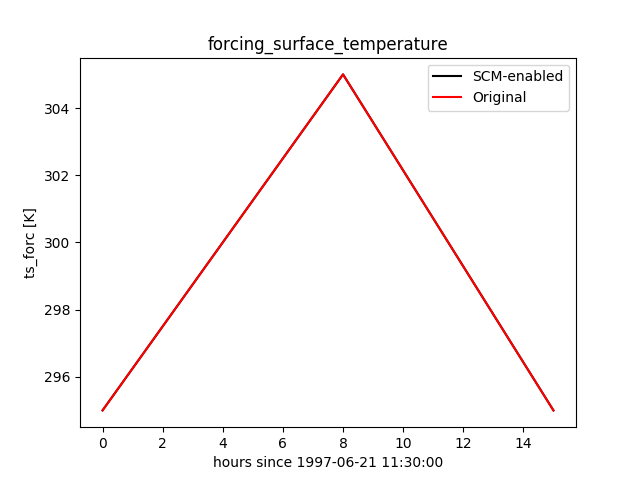 forcing_surface_temperature
SCM-enabled
Original
ts_forc [K]
304
302
300
298
296
0 2 4 6 8 10 12 14
hours since 1997-06-21 11:30:00